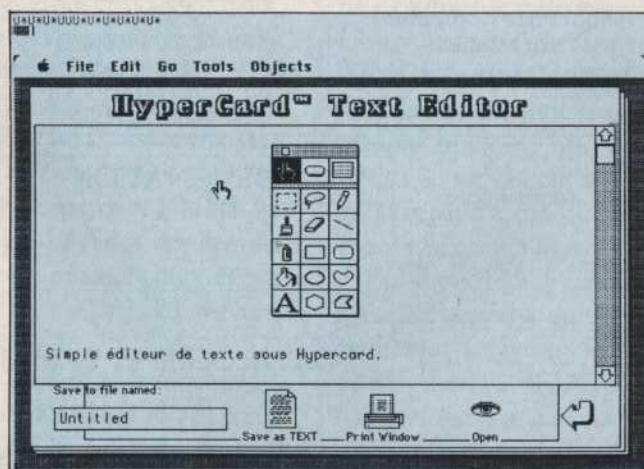 File Edit Go Tools Objects
HyperCard™ Text Editor
A
Simple éditeur de texte sous Hypercard.
Save to file named:
Untitled
Save as TEXT
Print Window
Open